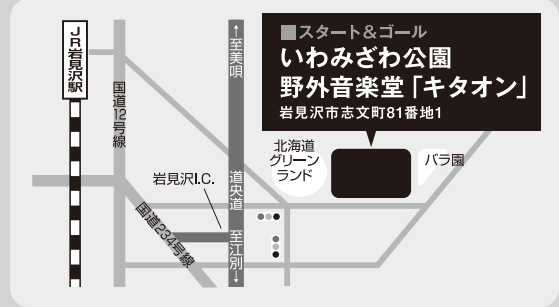 ■スタート&ゴール
いわみざわ公園
野外音楽堂「キタオン」
岩見沢市志文町81番地1
JR岩見沢駅
国道12号線
←至美唄
北海道
グリーン
ランド
バラ園
岩見沢I.C.
道央道
国道234号線
至江別→